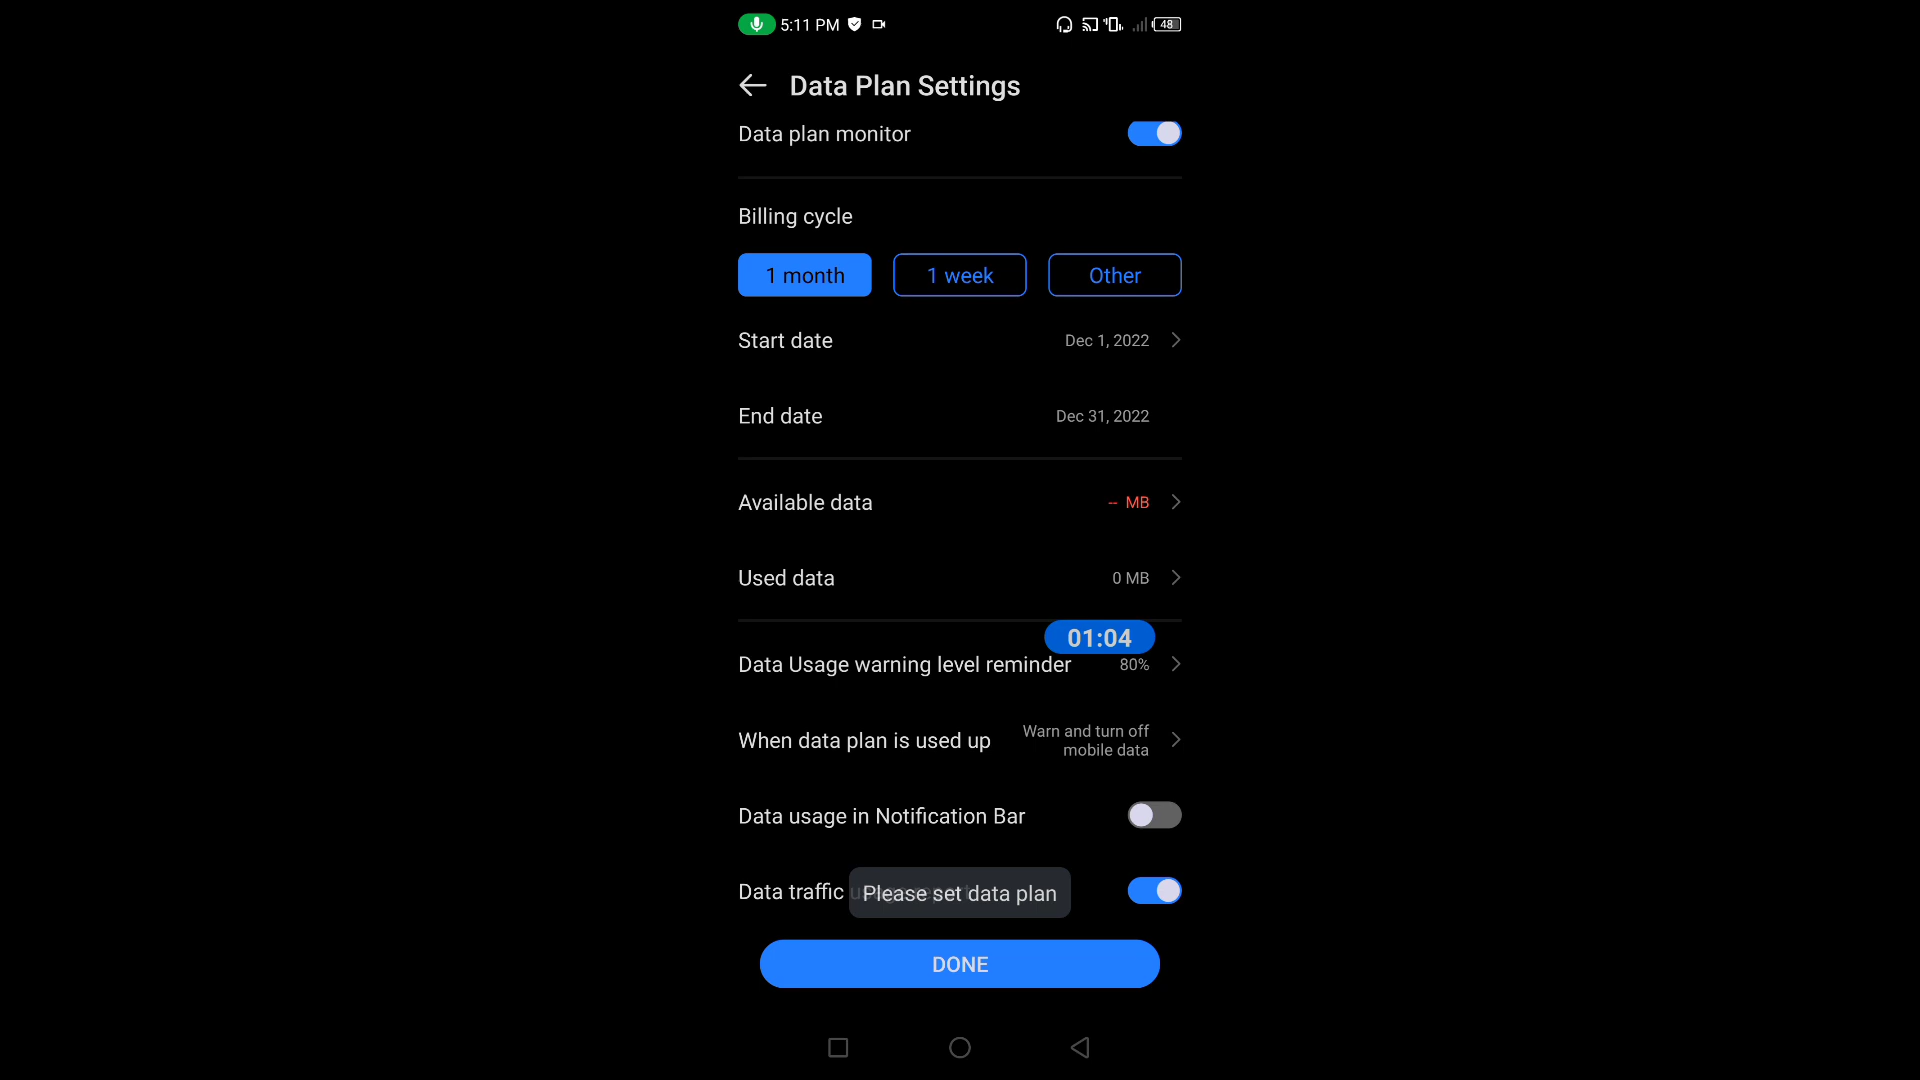 5:11 PM
48
Data Plan Settings
Data plan monitor
Billing cycle
1 month
1 week
Other
Start date
Dec 1, 2022
End date
Dec 31, 2022
Available data
-- MB
Used data
0 MB
01:04
Data Usage warning level reminder
80%
When data plan is used up
Warn and turn off
mobile data
Data usage in Notification Bar
Data traffic
Please set data plan
DONE